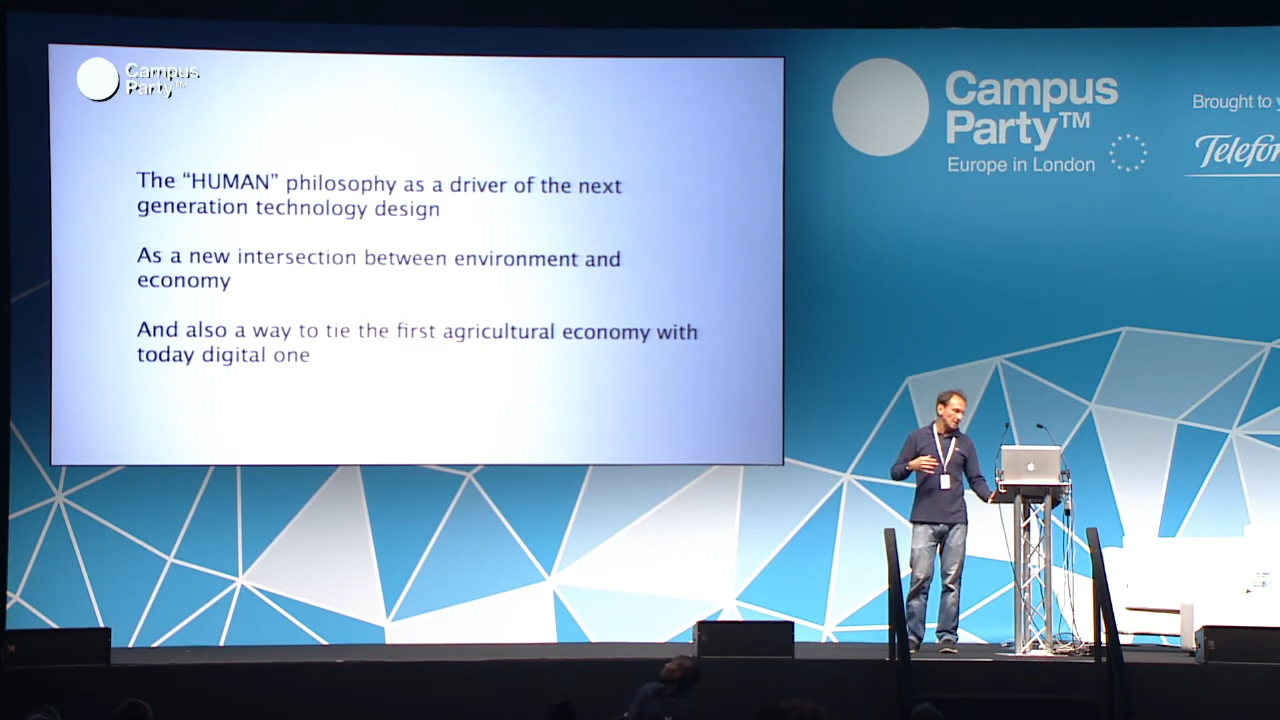 Campus
Party™
The “HUMAN” philosophy as a driver of the next
generation technology design
As a new intersection between environment and
economy
And also a way to tie the first agricultural economy with
today digital one
Campus
Party™
Europe in London
Brought to